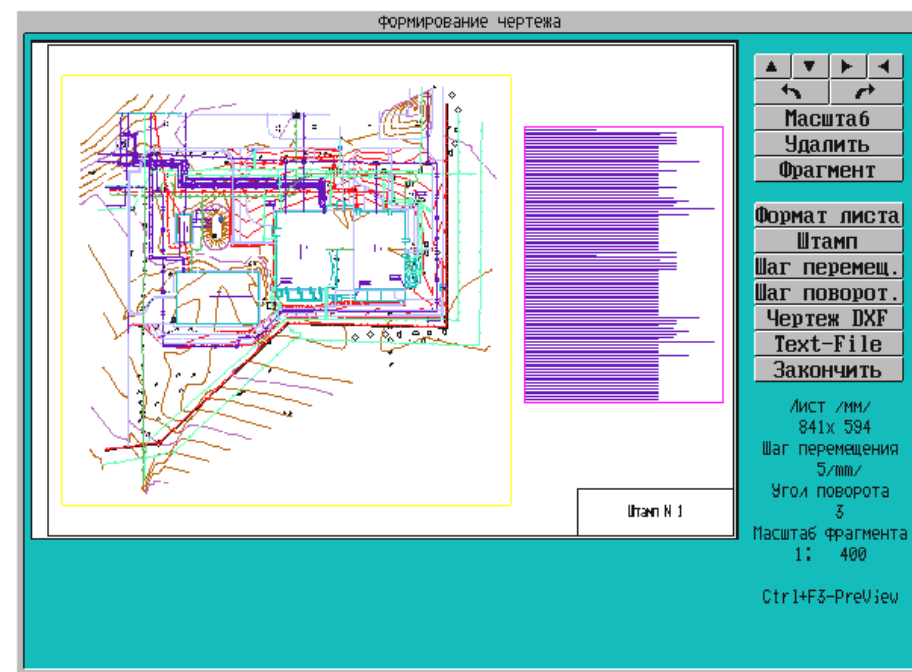 Формирование чертежа
Масштаб
Удалить
Фрагмент
Формат листа
Штамп
Шаг перемещ.
Шаг поворот.
Чертеж DXF
Text-File
Закончить
Лист /мм/
841x 594
Шаг перемещения
5/mm/
Угол поворота
3
Масштаб фрагмента
1: 400
Ctrl+F3-PreView
Штамп N 1